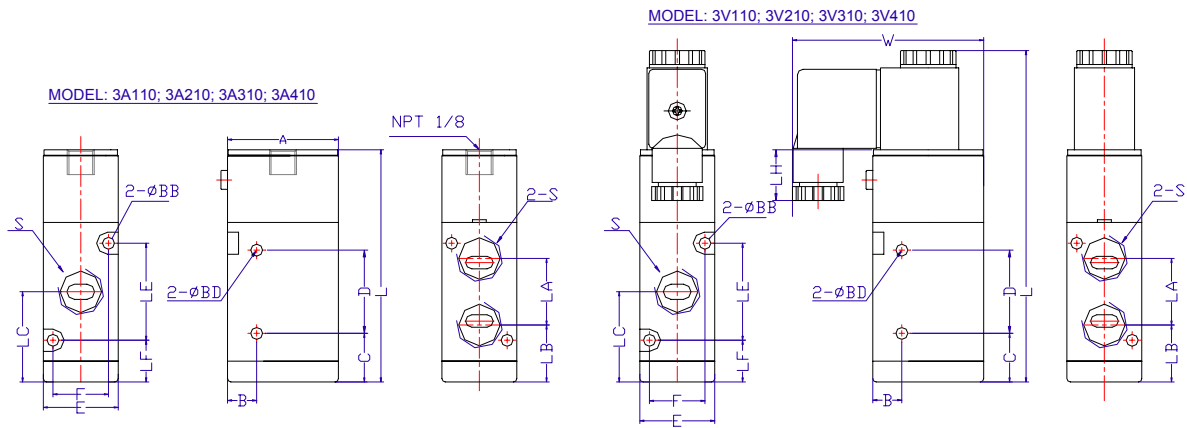 MODEL: 3V110; 3V210; 3V310; 3V410
W
MODEL: 3A110; 3A210; 3A310; 3A410
NPT 1/8
A
LH
2-ØBB
2-S
2-ØBB
2-S
S
S
LE
D
L
LA
LE
D
L
LA
2-ØBD
2-ØBD
LC
LF
C
LB
LC
LF
C
LB
F
B
F
B
E
E